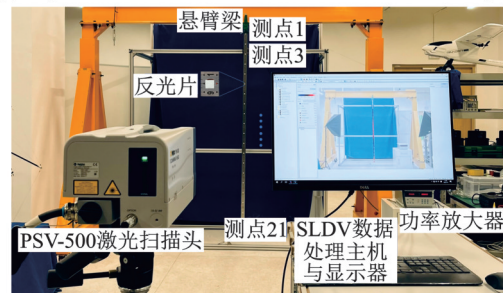 悬臂梁
测点1
测点3
反光片
测点21
PSV-500激光扫描头
SLDV数据
处理主机
与显示器
功率放大器